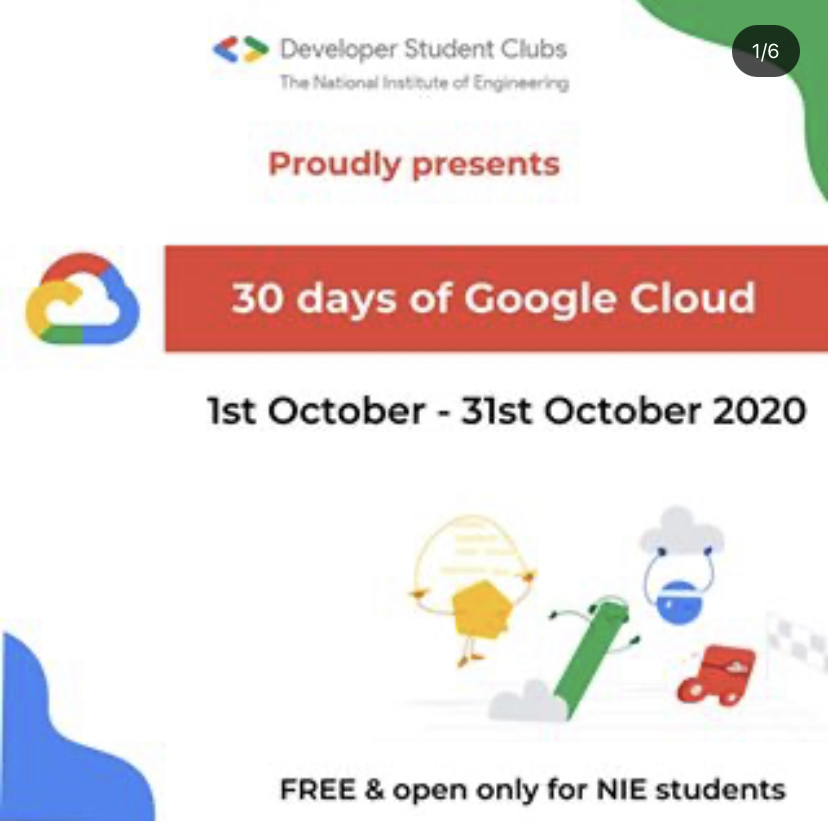 Developer Student Clubs
1/6
The National Institute of Engineering
Proudly presents
30 days of Google Cloud
1st October - 31st October 2020
FREE & open only for NIE students